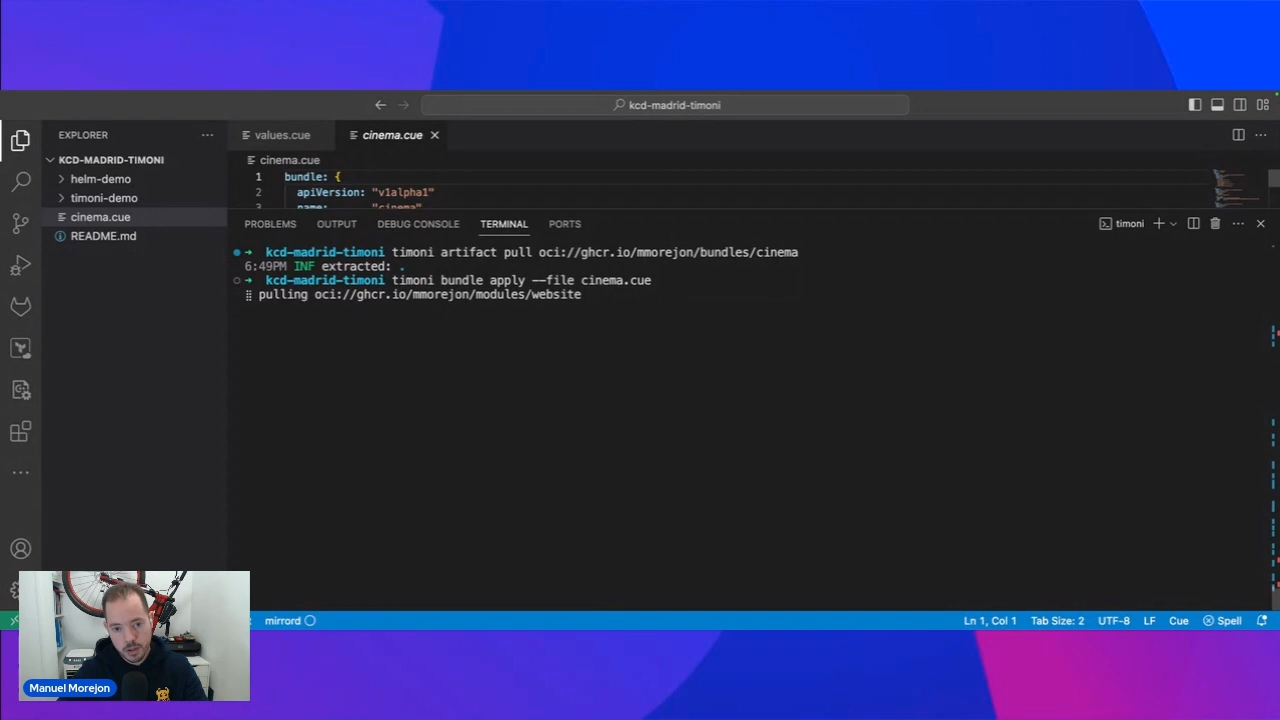 kcd-madrid-timoni
EXPLORER
values.cue
cinema.cue
KCD-MADRID-TIMONI
cinema.cue
helm-demo
1 bundle: {
timoni-demo
2 apiVersion: "v1alpha1"
cinema.cue
name: "cinema"
README.md
PROBLEMS OUTPUT DEBUG CONSOLE TERMINAL PORTS
timoni
kcd-madrid-timoni timoni artifact pull oci://ghcr.io/mmorejon/bundles/cinema
6:49PM INF extracted: .
kcd-madrid-timoni timoni bundle apply --file cinema.cue
pulling oci://ghcr.io/mmorejon/modules/website
mirrord
Ln 1, Col 1 Tab Size: 2 UTF-8 LF Cue Spell
Manuel Morejon